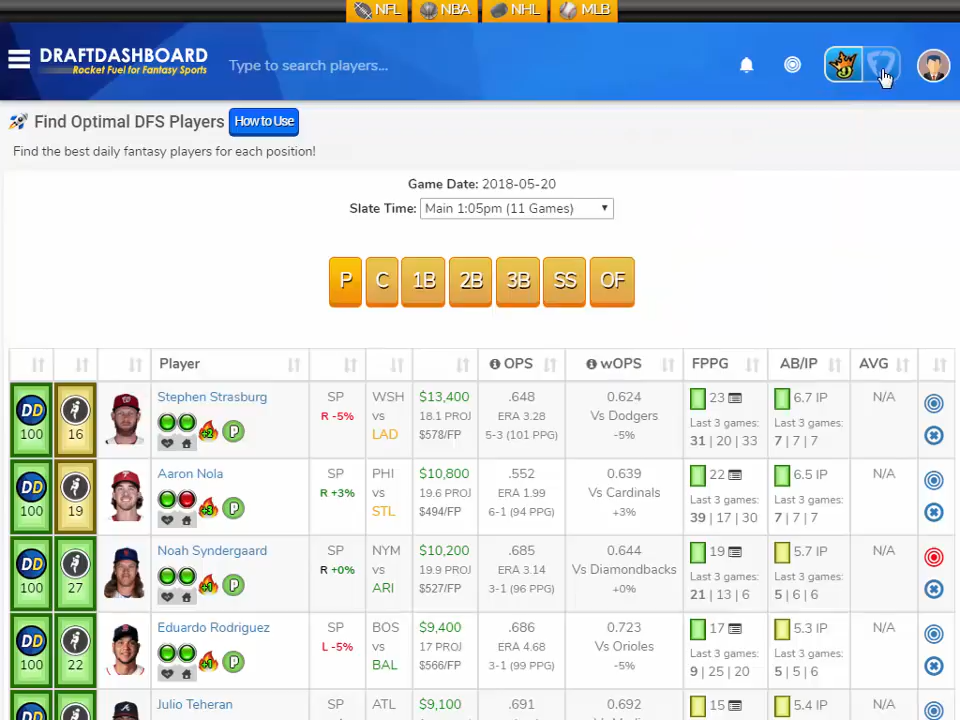 NFL NBA NHL MLB
DRAFTDASHBOARD
Rocket Fuel for Fantasy Sports
Type to search players...
Find Optimal DFS Players How to Use
Find the best daily fantasy players for each position!
Game Date: 2018-05-20
Slate Time: Main 1:05pm (11 Games)
P C 1B 2B 3B SS OF
Player OPS wOPS FPPG AB/IP AVG
DD 100 16 Stephen Strasburg +2 P SP R -5% WSH vs LAD $13,400 18.1 PROJ $578/FP .648 ERA 3.28 5-3 (101 PPG) 0.624 Vs Dodgers -5% 23 Last 3 games: 31 | 20 | 33 6.7 IP Last 3 games: 7 | 7 | 7 N/A
DD 100 19 Aaron Nola +3 P SP R +3% PHI vs STL $10,800 19.6 PROJ $494/FP .552 ERA 1.99 6-1 (94 PPG) 0.639 Vs Cardinals +3% 22 Last 3 games: 39 | 17 | 30 6.5 IP Last 3 games: 7 | 7 | 7 N/A
DD 100 27 Noah Syndergaard +1 P SP R +0% NYM vs ARI $10,200 19.9 PROJ $527/FP .685 ERA 3.14 3-1 (96 PPG) 0.644 Vs Diamondbacks +0% 19 Last 3 games: 21 | 13 | 6 5.7 IP Last 3 games: 5 | 6 | 6 N/A
DD 100 22 Eduardo Rodriguez +1 P SP L -5% BOS vs BAL $9,400 17 PROJ $566/FP .686 ERA 4.68 3-1 (99 PPG) 0.723 Vs Orioles -5% 17 Last 3 games: 9 | 25 | 20 5.3 IP Last 3 games: 5 | 5 | 6 N/A
Julio Teheran SP ATL $9,100 .691 0.692 15 5.4 IP N/A